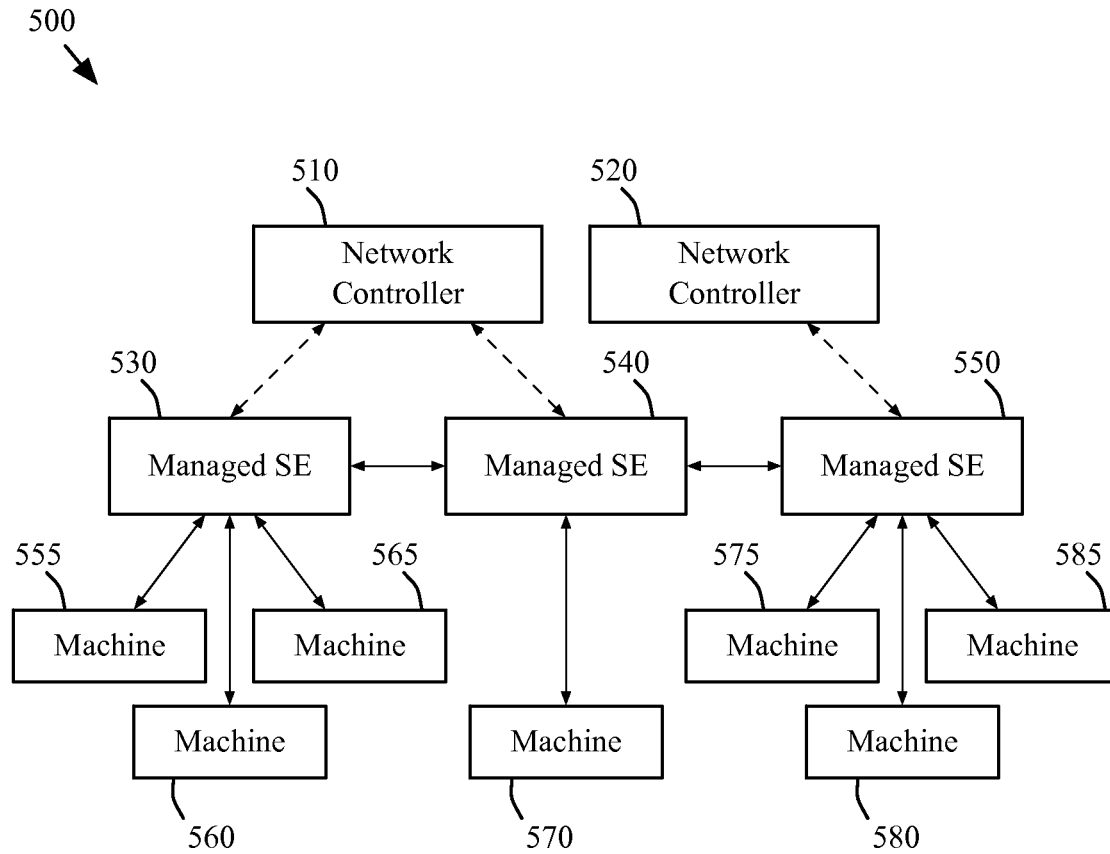 500
510
520
Network
Controller
Network
Controller
530
540
550
Managed SE
Managed SE
Managed SE
555
565
575
585
Machine
Machine
Machine
Machine
Machine
Machine
Machine
560
570
580